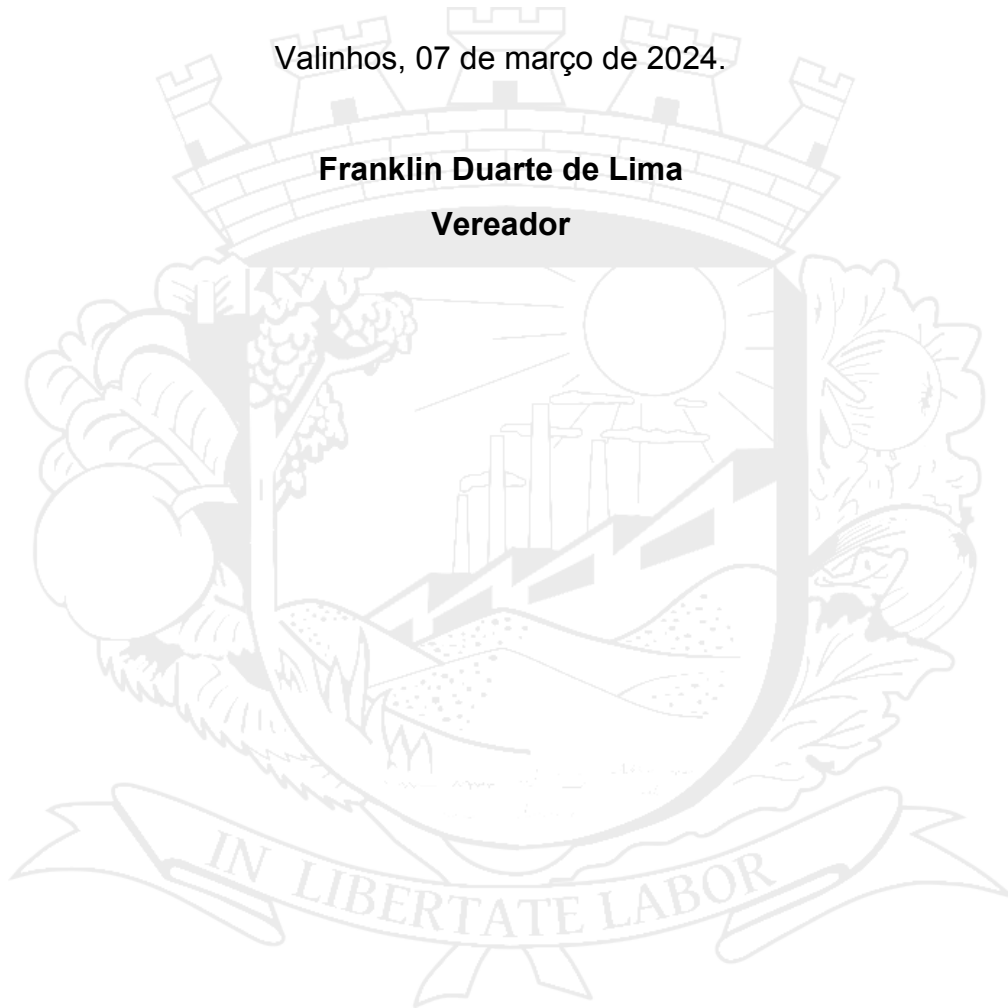 Valinhos, 07 de março de 2024.
Franklin Duarte de Lima
Vereador
IN LIBERTATE LABOR